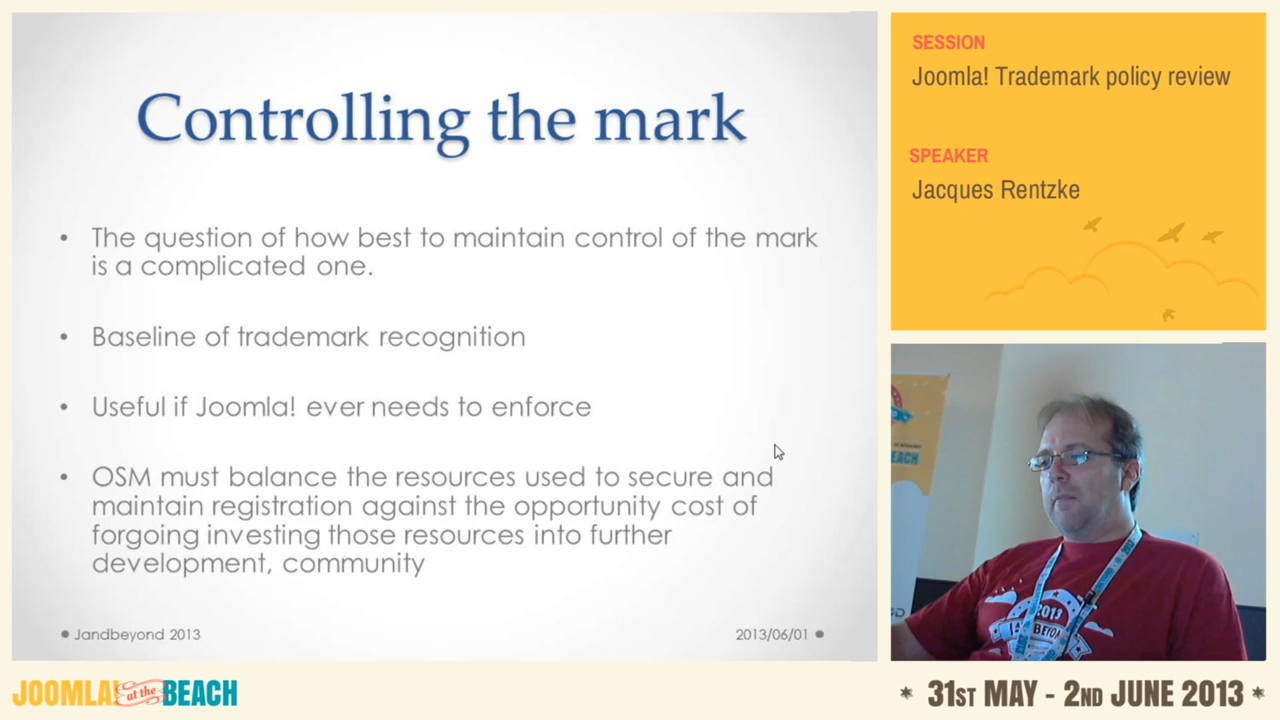 Controlling the mark
• The question of how best to maintain control of the mark
is a complicated one.
• Baseline of trademark recognition
• Useful if Joomla! ever needs to enforce
• OSM must balance the resources used to secure and
maintain registration against the opportunity cost of
forgoing investing those resources into further
development, community
Jandbeyond 2013
2013/06/01
SESSION
Joomla! Trademark policy review
SPEAKER
Jacques Rentzke
EACH
2013
JOOMLA! at the BEACH
* 31ST MAY - 2ND JUNE 2013 *